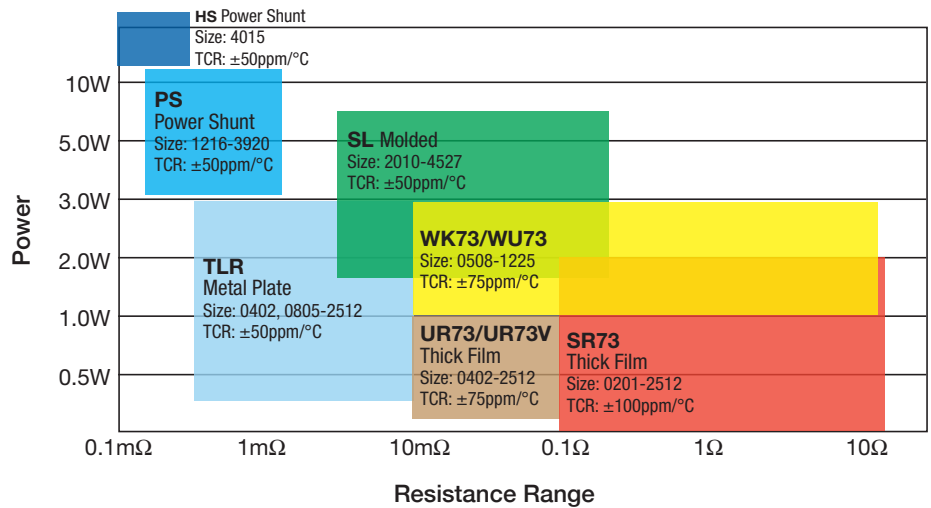 HS Power Shunt
Size: 4015
TCR: ±50ppm/°C
10W
5.0W
3.0W
2.0W
1.0W
0.5W
Power
PS
Power Shunt
Size: 1216-3920
TCR: ±50ppm/°C
SL Molded
Size: 2010-4527
TCR: ±50ppm/°C
TLR
Metal Plate
Size: 0402, 0805-2512
TCR: ±50ppm/°C
WK73/WU73
Size: 0508-1225
TCR: ±75ppm/°C
UR73/UR73V
Thick Film
Size: 0402-2512
TCR: ±75ppm/°C
SR73
Thick Film
Size: 0201-2512
TCR: ±100ppm/°C
0.1mΩ 1mΩ 10mΩ 0.1Ω 1Ω 10Ω
Resistance Range